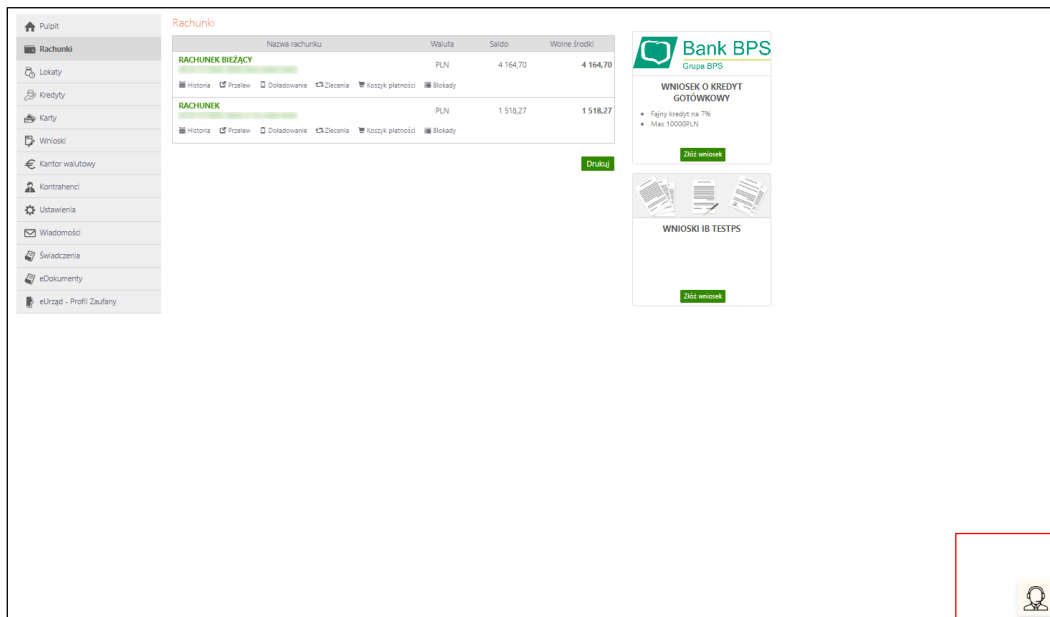 Pulpit
Rachunki
Lokaty
Kredyty
Karty
Wnioski
Kantor walutowy
Kontrahenci
Ustawienia
Wiadomości
Świadczenia
eDokumenty
eUrząd - Profil Zaufany
Rachunki
Nazwa rachunku Waluta Saldo Wolne środki
RACHUNEK BIEŻĄCY
PLN 4 164,70 4 164,70
Historia Przelew Doładowanie Zlecenia Koszyk płatności Blokady
RACHUNEK
PLN 1 518,27 1 518,27
Historia Przelew Doładowanie Zlecenia Koszyk płatności Blokady
Drukuj
Bank BPS
Grupa BPS
WNIOSEK O KREDYT
GOTÓWKOWY
Fajny kredyt na 7%
Max 10000PLN
Złóż wniosek
WNIOSKI IB TESTPS
Złóż wniosek